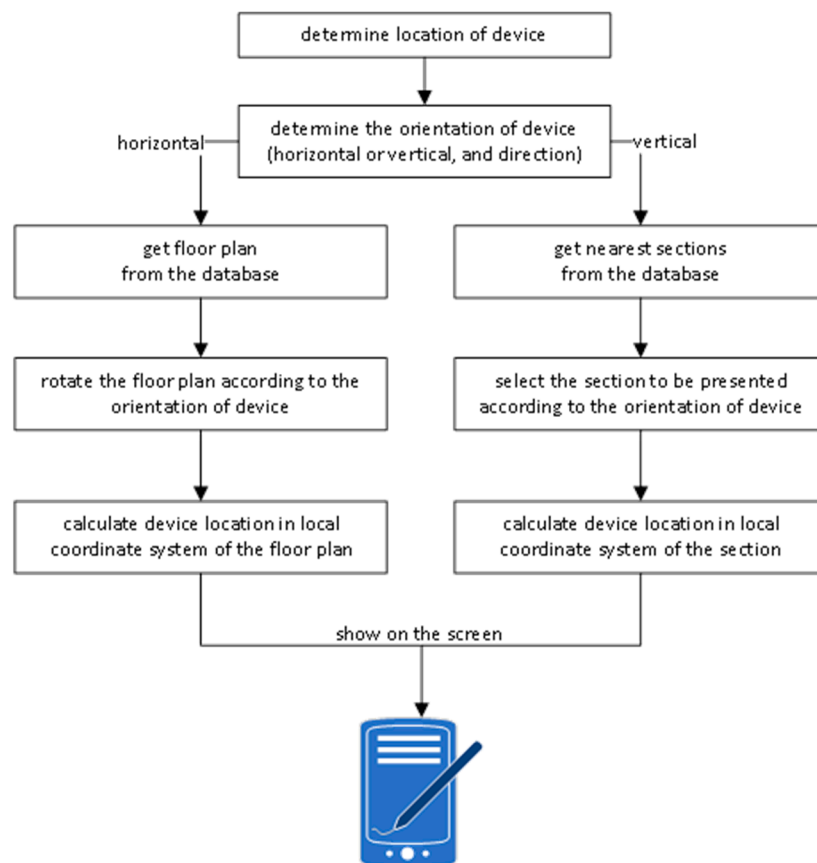 determine location of device
determine the orientation of device
(horizontal or vertical, and direction)
horizontal
vertical
get floor plan
from the database
get nearest sections
from the database
rotate the floor plan according to the
orientation of device
select the section to be presented
according to the orientation of device
calculate device location in local
coordinate system of the floor plan
calculate device location in local
coordinate system of the section
show on the screen